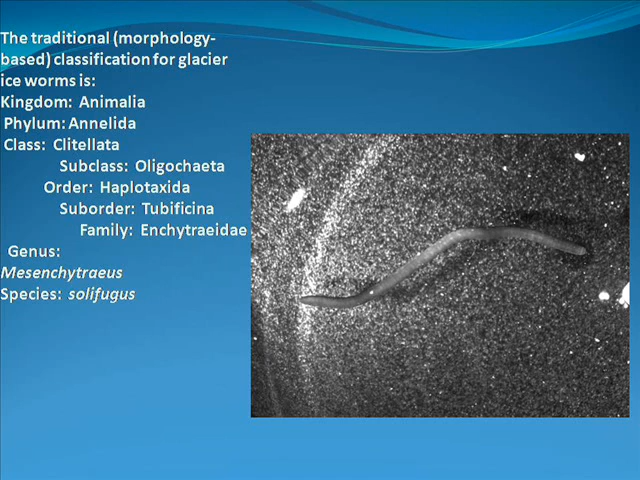 The traditional (morphology-
based) classification for glacier
ice worms is:
Kingdom: Animalia
Phylum: Annelida
Class: Clitellata
Subclass: Oligochaeta
Order: Haplotaxida
Suborder: Tubificina
Family: Enchytraeidae
Genus:
Mesenchytraeus
Species: solifugus